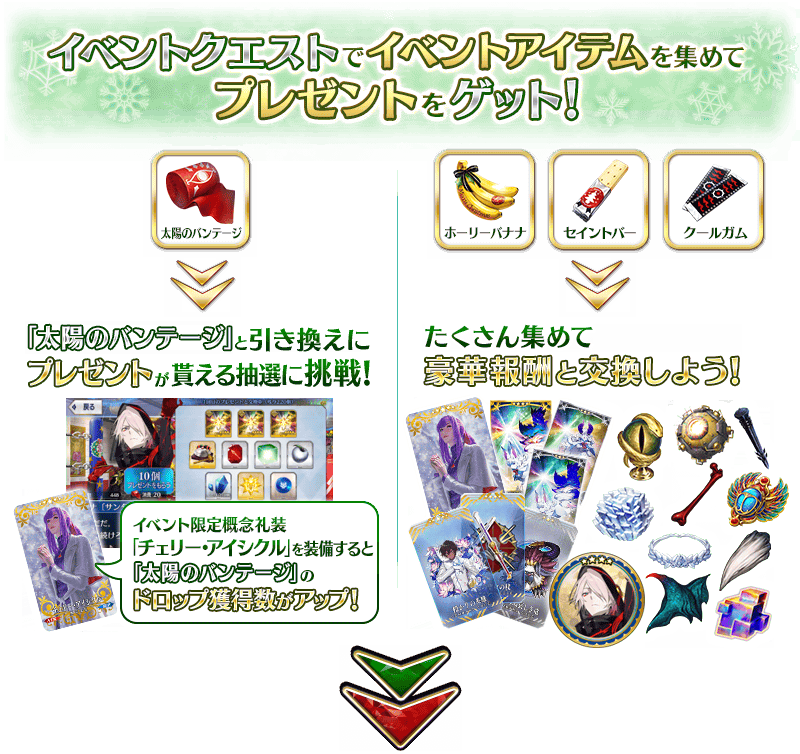 イベントクエストでイベントアイテムを集めて
プレゼントをゲット!
太陽のバンテージ
ホーリーバナナ
セイントバー
クールガム
「太陽のバンテージ」と引き換えに
プレゼントが貰える抽選に挑戦!
たくさん集めて
豪華報酬と交換しよう!
戻る
10個
プレゼントをもらう
消費 20
イベント限定概念礼装
「チェリー・アイシクル」を装備すると
「太陽のバンテージ」の
ドロップ獲得数がアップ!